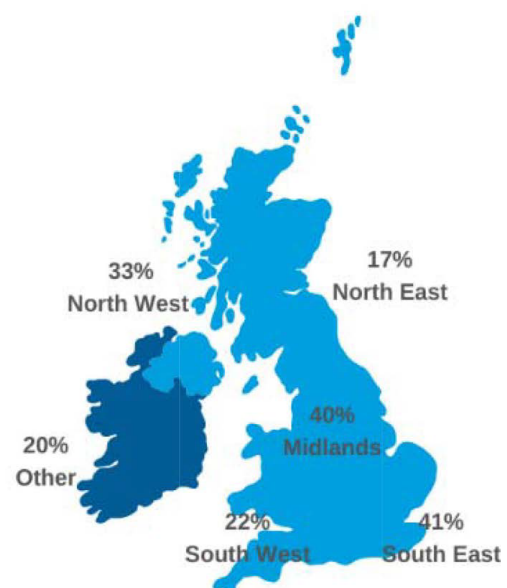 17%
North East
33%
North West
40%
Midlands
20%
Other
22%
South West
41%
South East